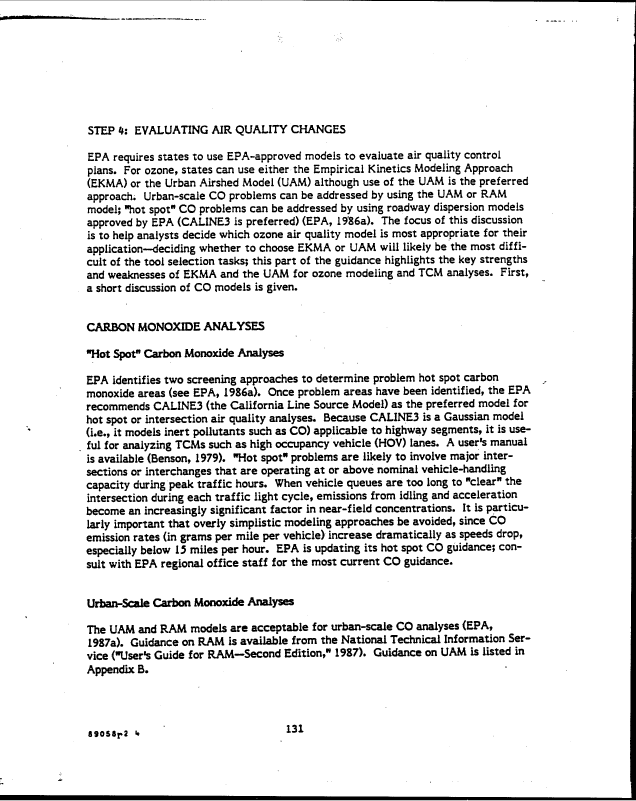 STEP 4: EVALUATING AIR QUALITY CHANGES
EPA requires states to use EPA-approved models to evaluate air quality control
plans. For ozone, states can use either the Empirical Kinetics Modeling Approach
(EKMA) or the Urban Airshed Model (UAM) although use of the UAM is the preferred
approach. Urban-scale CO problems can be addressed by using the UAM or RAM
model; "hot spot" CO problems can be addressed by using roadway dispersion models
approved by EPA (CALINE3 is preferred) (EPA, 1986a). The focus of this discussion
is to help analysts decide which ozone air quality model is most appropriate for their
application—deciding whether to choose EKMA or UAM will likely be the most diffi-
cult of the tool selection tasks; this part of the guidance highlights the key strengths
and weaknesses of EKMA and the UAM for ozone modeling and TCM analyses. First,
a short discussion of CO models is given.
CARBON MONOXIDE ANALYSES
"Hot Spot" Carbon Monoxide Analyses
EPA identifies two screening approaches to determine problem hot spot carbon
monoxide areas (see EPA, 1986a). Once problem areas have been identified, the EPA
recommends CALINE3 (the California Line Source Model) as the preferred model for
hot spot or intersection air quality analyses. Because CALINE3 is a Gaussian model
(i.e., it models inert pollutants such as CO) applicable to highway segments, it is use-
ful for analyzing TCMs such as high occupancy vehicle (HOV) lanes. A user's manual
is available (Benson, 1979). "Hot spot" problems are likely to involve major inter-
sections or interchanges that are operating at or above nominal vehicle-handling
capacity during peak traffic hours. When vehicle queues are too long to "clear" the
intersection during each traffic light cycle, emissions from idling and acceleration
become an increasingly significant factor in near-field concentrations. It is particu-
larly important that overly simplistic modeling approaches be avoided, since CO
emission rates (in grams per mile per vehicle) increase dramatically as speeds drop,
especially below 15 miles per hour. EPA is updating its hot spot CO guidance; con-
sult with EPA regional office staff for the most current CO guidance.
Urban-Scale Carbon Monoxide Analyses
The UAM and RAM models are acceptable for urban-scale CO analyses (EPA,
1987a). Guidance on RAM is available from the National Technical Information Ser-
vice ("User's Guide for RAM—Second Edition," 1987). Guidance on UAM is listed in
Appendix B.
89058r2 4
131